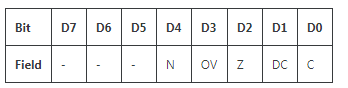 Bit D7 D6 D5 D4 D3 D2 D1 D0
Field - - - N OV Z DC C